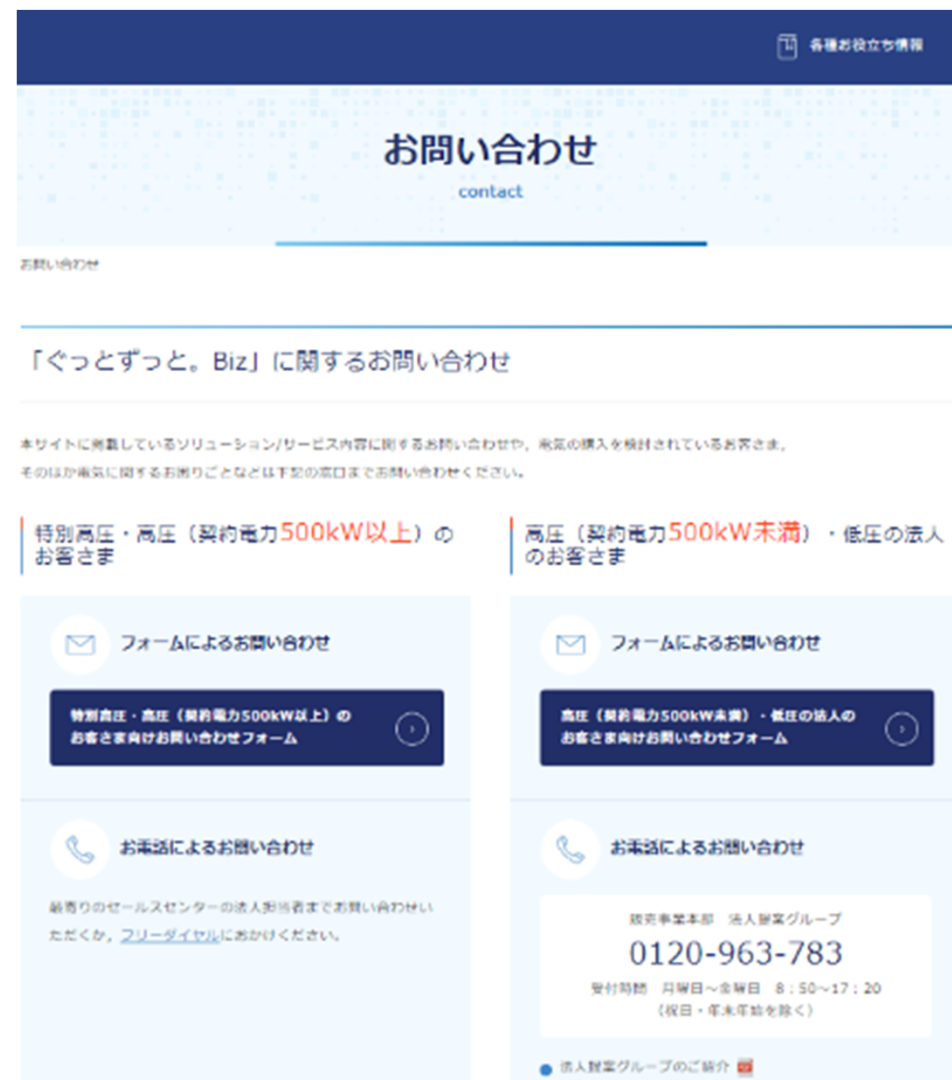 各種お役立ち情報
お問い合わせ
contact
お問い合わせ
「ぐっとずっと。Biz」に関するお問い合わせ
本サイトに掲載しているソリューション/サービス内容に関するお問い合わせや，電気の購入を検討されているお客さま，
そのほか電気に関するお困りごとなどは下記の窓口までお問い合わせください。
特別高圧・高圧（契約電力500kW以上）の
お客さま
フォームによるお問い合わせ
特別高圧・高圧（契約電力500kW以上）の
お客さま向けお問い合わせフォーム
お電話によるお問い合わせ
最寄りのセールスセンターの法人担当者までお問い合わせい
ただくか，フリーダイヤルにおかけください。
高圧（契約電力500kW未満）・低圧の法人
のお客さま
フォームによるお問い合わせ
高圧（契約電力500kW未満）・低圧の法人の
お客さま向けお問い合わせフォーム
お電話によるお問い合わせ
販売事業本部　法人提案グループ
0120-963-783
受付時間　月曜日～金曜日　8：50～17：20
（祝日・年末年始を除く）
法人提案グループのご紹介